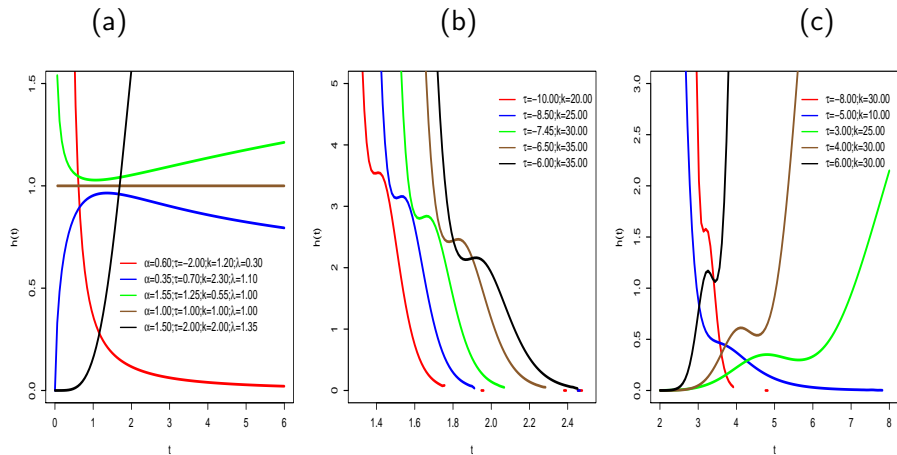 (a)
(b)
(c)
h(t)
1.5
1.0
0.5
0.0
α=0.60;τ=−2.00;k=1.20;λ=0.30
α=0.35;τ=0.70;k=2.30;λ=1.10
α=1.55;τ=1.25;k=0.55;λ=1.00
α=1.00;τ=1.00;k=1.00;λ=1.00
α=1.50;τ=2.00;k=2.00;λ=1.35
0 1 2 3 4 5 6
t
h(t)
5
4
3
2
1
0
τ=−10.00;k=20.00
τ=−8.50;k=25.00
τ=−7.45;k=30.00
τ=−6.50;k=35.00
τ=−6.00;k=35.00
1.4 1.6 1.8 2.0 2.2 2.4
t
h(t)
3.0
2.5
2.0
1.5
1.0
0.5
0.0
τ=−8.00;k=30.00
τ=−5.00;k=10.00
τ=3.00;k=25.00
τ=4.00;k=30.00
τ=6.00;k=30.00
2 3 4 5 6 7 8
t